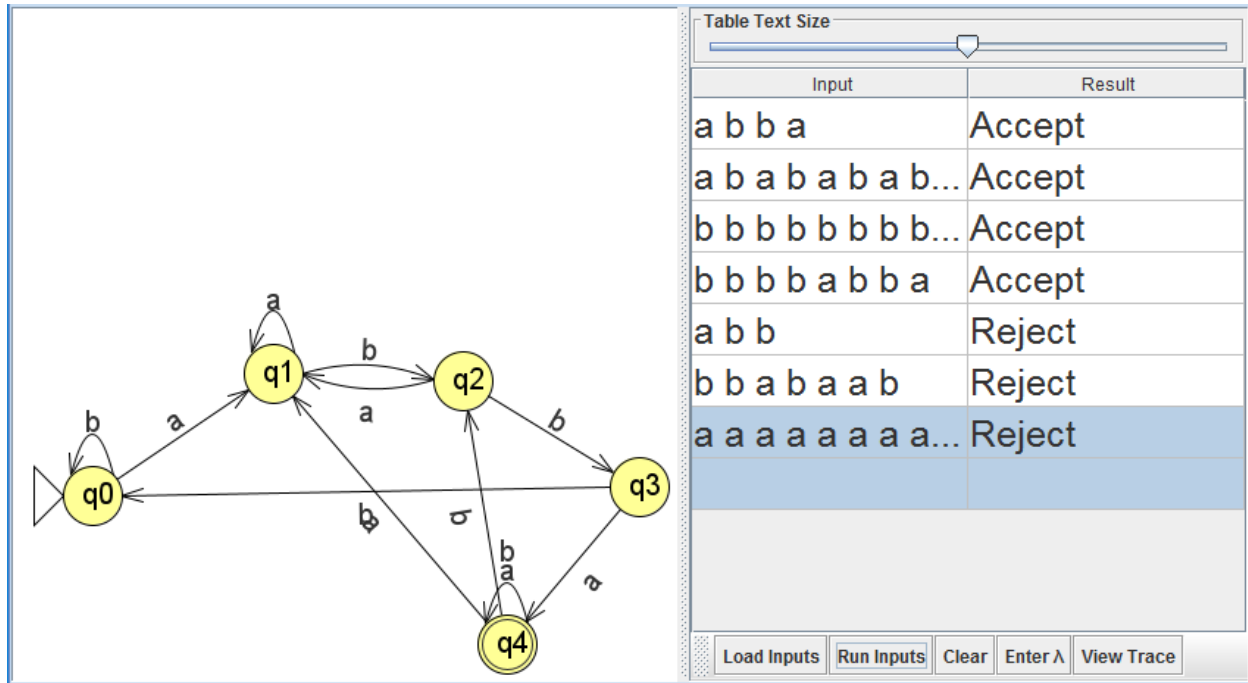 Table Text Size
Input Result
a b b a Accept
a b a b a b a b... Accept
b b b b b b b b... Accept
b b b b a b b a Accept
a b b Reject
b b a b a a b Reject
a a a a a a a a... Reject
Load Inputs Run Inputs Clear Enter λ View Trace
a
q1
b
q2
a
a
b
b
q0
q3
b
a
b
b
a
a
q4